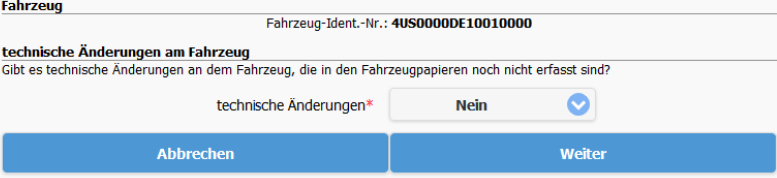 Fahrzeug
Fahrzeug-Ident.-Nr.: 4US0000DE10010000
technische Änderungen am Fahrzeug
Gibt es technische Änderungen an dem Fahrzeug, die in den Fahrzeugpapieren noch nicht erfasst sind?
technische Änderungen* Nein
Abbrechen Weiter